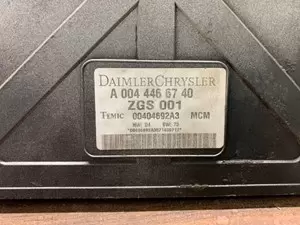 DAIMLERCHRYSLER
A 004 446 67 40
ZGS 001
TEMIC 00404692A3 MCM